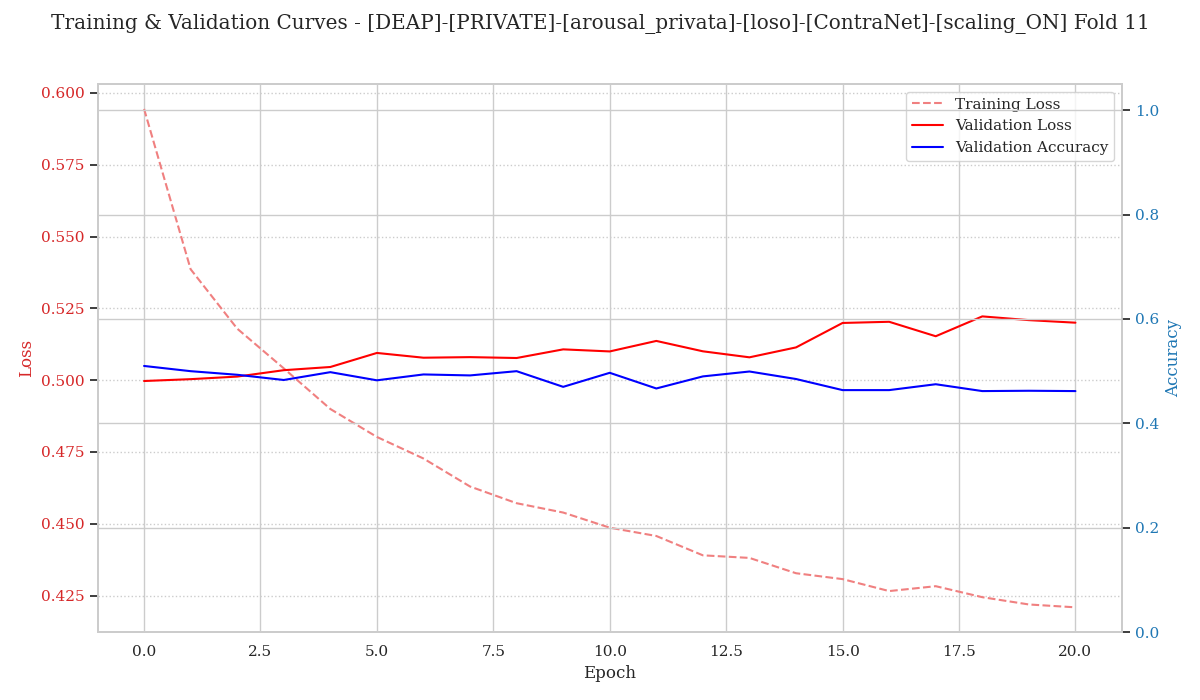 Training & Validation Curves - [DEAP]-[PRIVATE]-[arousal_privata]-[loso]-[ContraNet]-[scaling_ON] Fold 11
Training Loss
Validation Loss
Validation Accuracy
0.600
0.575
0.550
0.525
0.500
0.475
0.450
0.425
Loss
1.0
0.8
0.6
0.4
0.2
0.0
Accuracy
0.0 2.5 5.0 7.5 10.0 12.5 15.0 17.5 20.0
Epoch